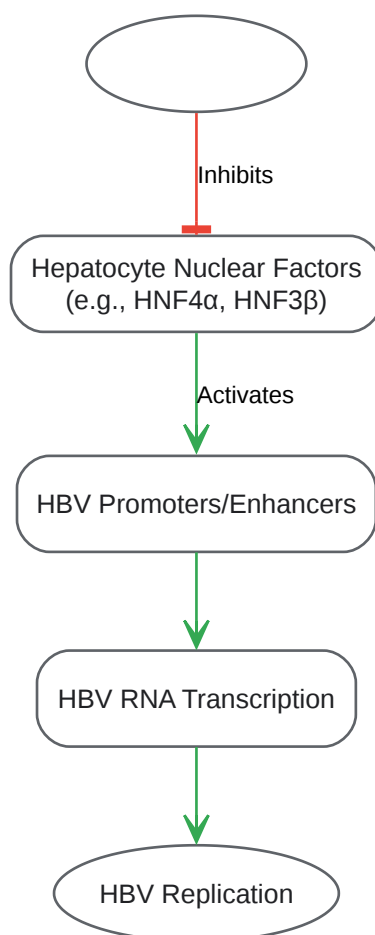 Inhibits
Hepatocyte Nuclear Factors
(e.g., HNF4α, HNF3β)
Activates
HBV Promoters/Enhancers
HBV RNA Transcription
HBV Replication